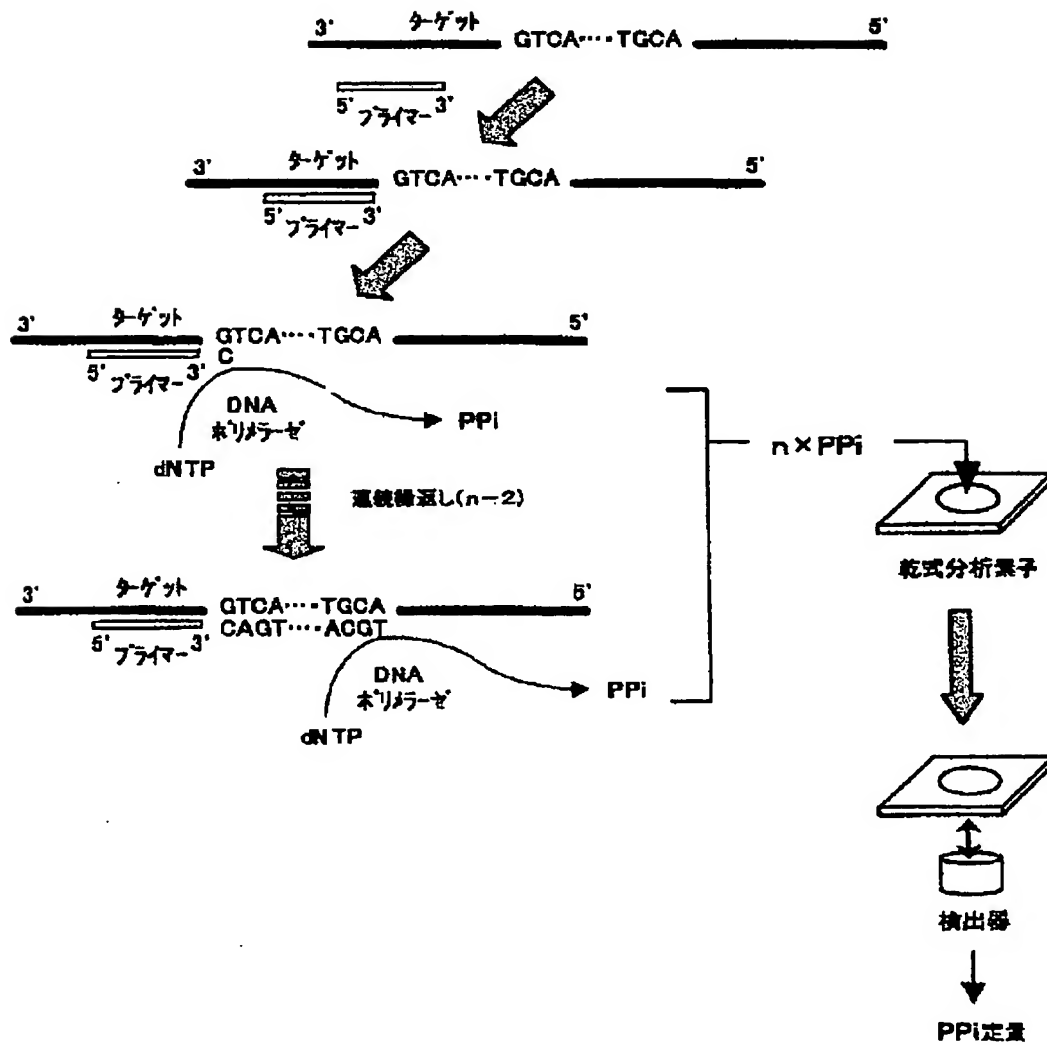 3' ターゲット GTCA‥‥TGCA 5'
5' プライマー 3'
3' ターゲット GTCA‥‥TGCA 5'
5' プライマー 3'
3' ターゲット GTCA‥‥TGCA 5'
C
5' プライマー 3'
DNA
ポリメラーゼ
PPi
dNTP
n×PPi
連続繰返し(n-2)
乾式分析素子
3' ターゲット GTCA‥‥TGCA 5'
CAGT‥‥ACGT
5' プライマー 3'
DNA
ポリメラーゼ
PPi
dNTP
検出器
PPi定量